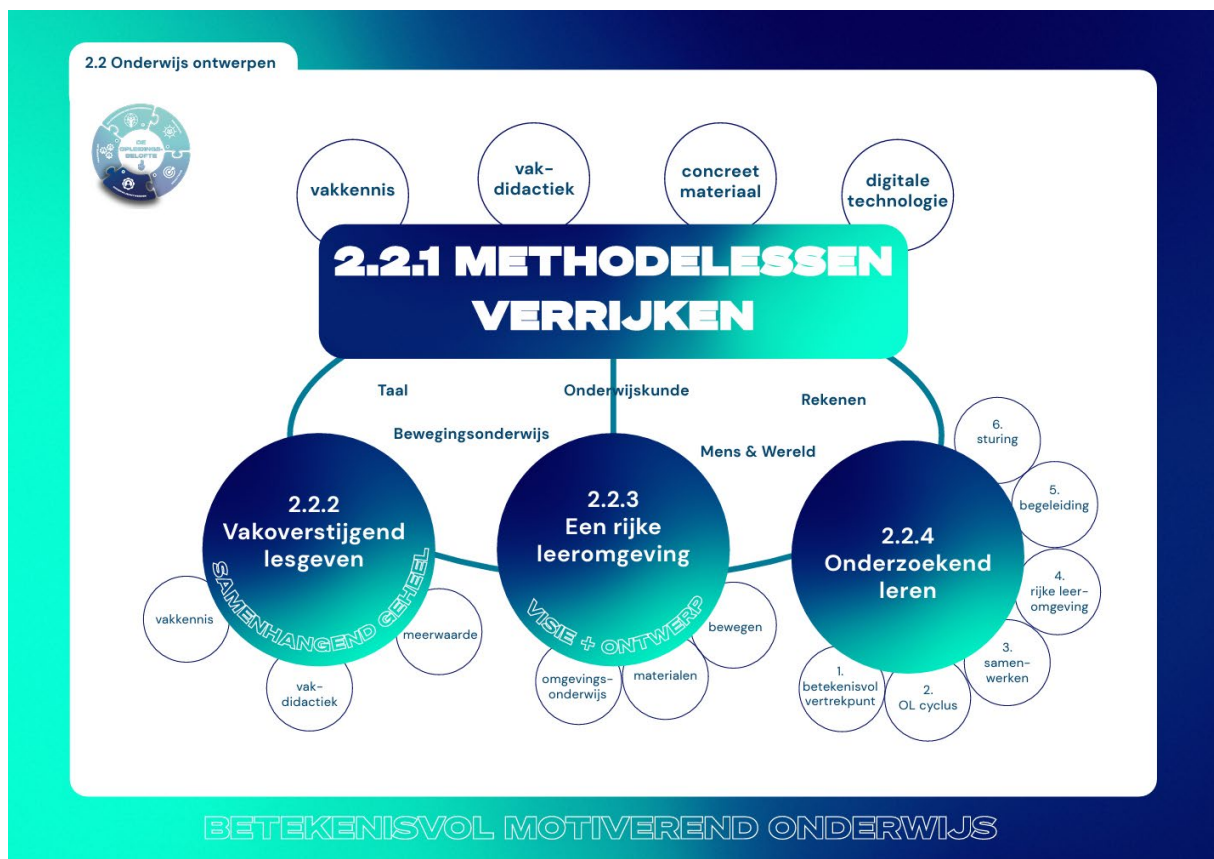 2.2 Onderwijs ontwerpen
DE
OPLEIDINGS-
BELOFTE
vakkennis
vak-
didactiek
concreet
materiaal
digitale
technologie
2.2.1 METHODELESSEN
VERRIJKEN
Taal
Onderwijskunde
Rekenen
Bewegingsonderwijs
Mens & Wereld
2.2.2
Vakoverstijgend
lesgeven
SAMENHANGEND GEHEEL
vakkennis
vak-
didactiek
meerwaarde
2.2.3
Een rijke
leeromgeving
VISIE + ONTWERP
omgevings-
onderwijs
materialen
bewegen
2.2.4
Onderzoekend
leren
1.
betekenisvol
vertrekpunt
2.
OL cyclus
3.
samen-
werken
4.
rijke leer-
omgeving
5.
begeleiding
6.
sturing
BETEKENISVOL MOTIVEREND ONDERWIJS